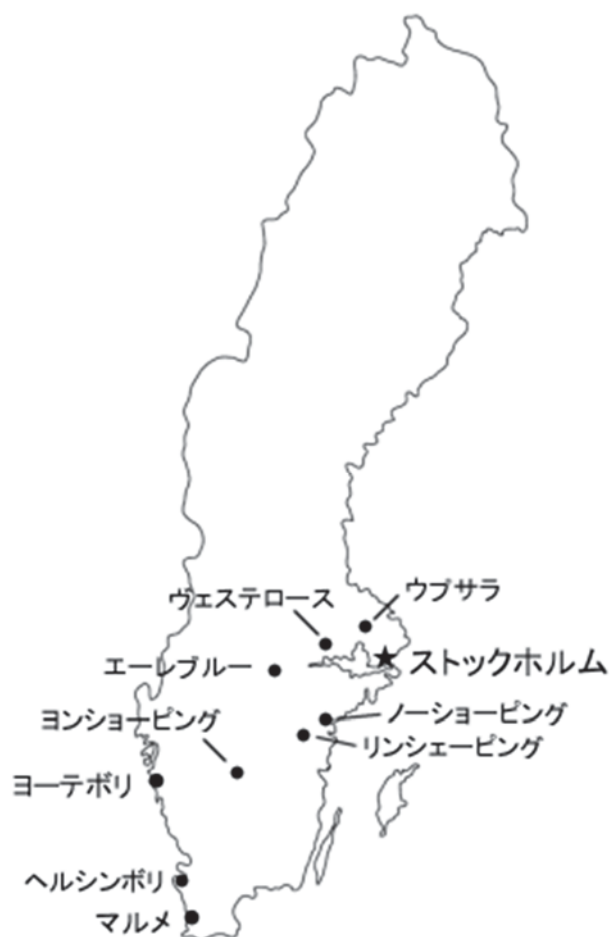 ウプサラ
ヴェステロース
ストックホルム
エーレブルー
ノーショーピング
ヨンショーピング
リンシェーピング
ヨーテボリ
ヘルシンボリ
マルメ